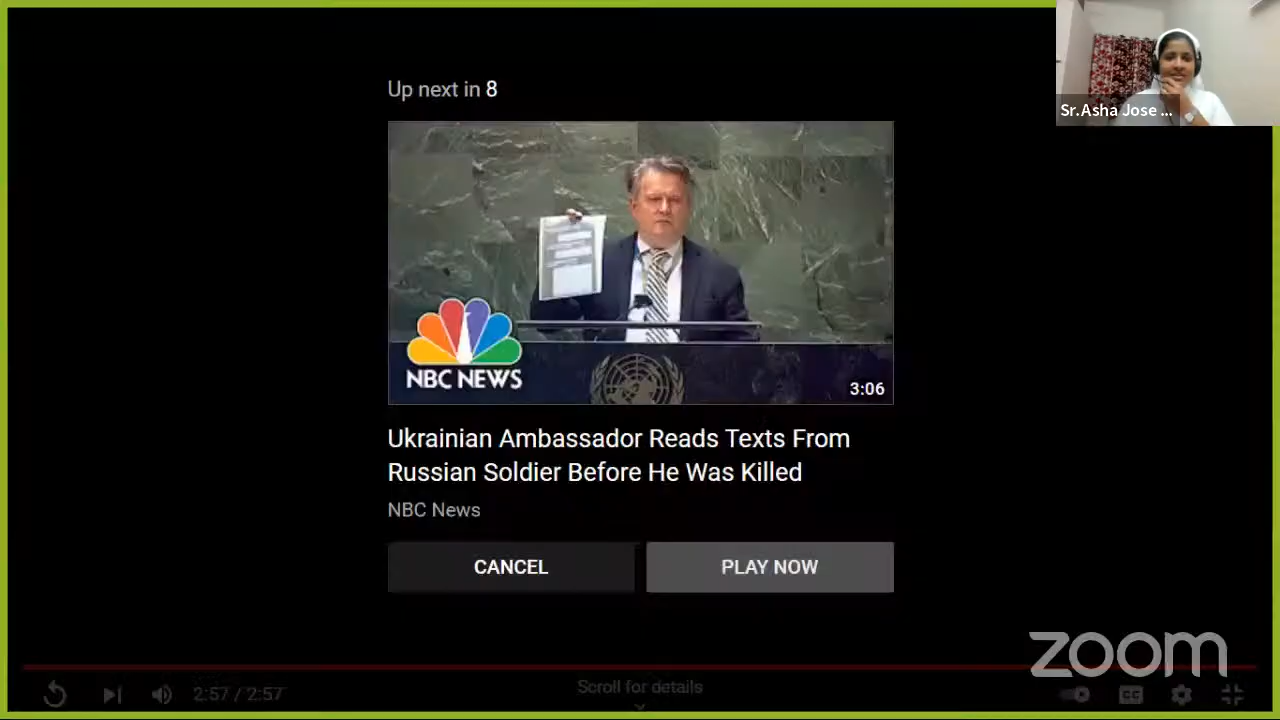 Up next in 8
Sr.Asha Jose ...
NBC NEWS
3:06
Ukrainian Ambassador Reads Texts From
Russian Soldier Before He Was Killed
NBC News
CANCEL
PLAY NOW
zoom
2:57 / 2:57
Scroll for details
CC